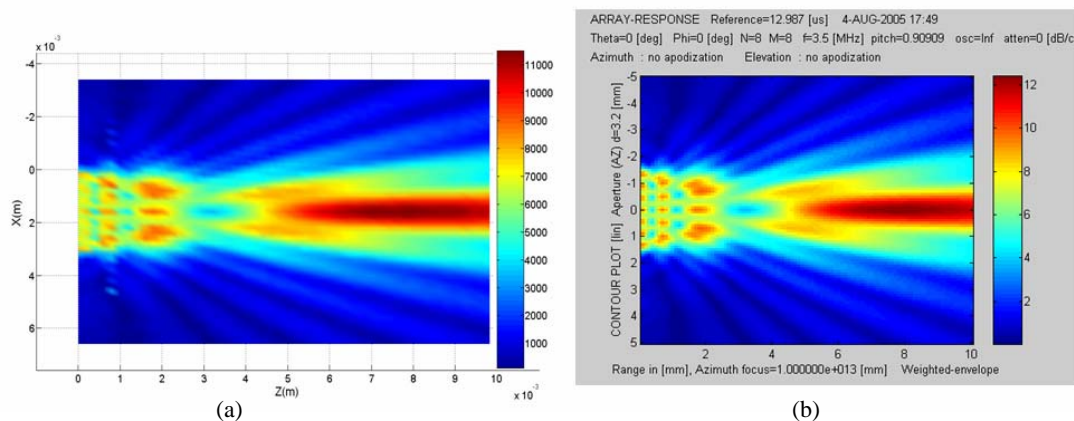 x 10⁻³
-4
-2
0
2
4
6
X(m)
0 1 2 3 4 5 6 7 8 9 10
Z(m)
x 10⁻³
11000
10000
9000
8000
7000
6000
5000
4000
3000
2000
1000
(a)
ARRAY-RESPONSE Reference=12.987 [us] 4-AUG-2005 17:49
Theta=0 [deg] Phi=0 [deg] N=8 M=8 f=3.5 [MHz] pitch=0.90909 osc=Inf atten=0 [dB/c
Azimuth : no apodization Elevation : no apodization
CONTOUR PLOT [lin] Aperture (AZ) d=3.2 [mm]
-5
-4
-3
-2
-1
0
1
2
3
4
5
2 4 6 8 10
Range in [mm], Azimuth focus=1.000000e+013 [mm] Weighted-envelope
12
10
8
6
4
2
0
(b)